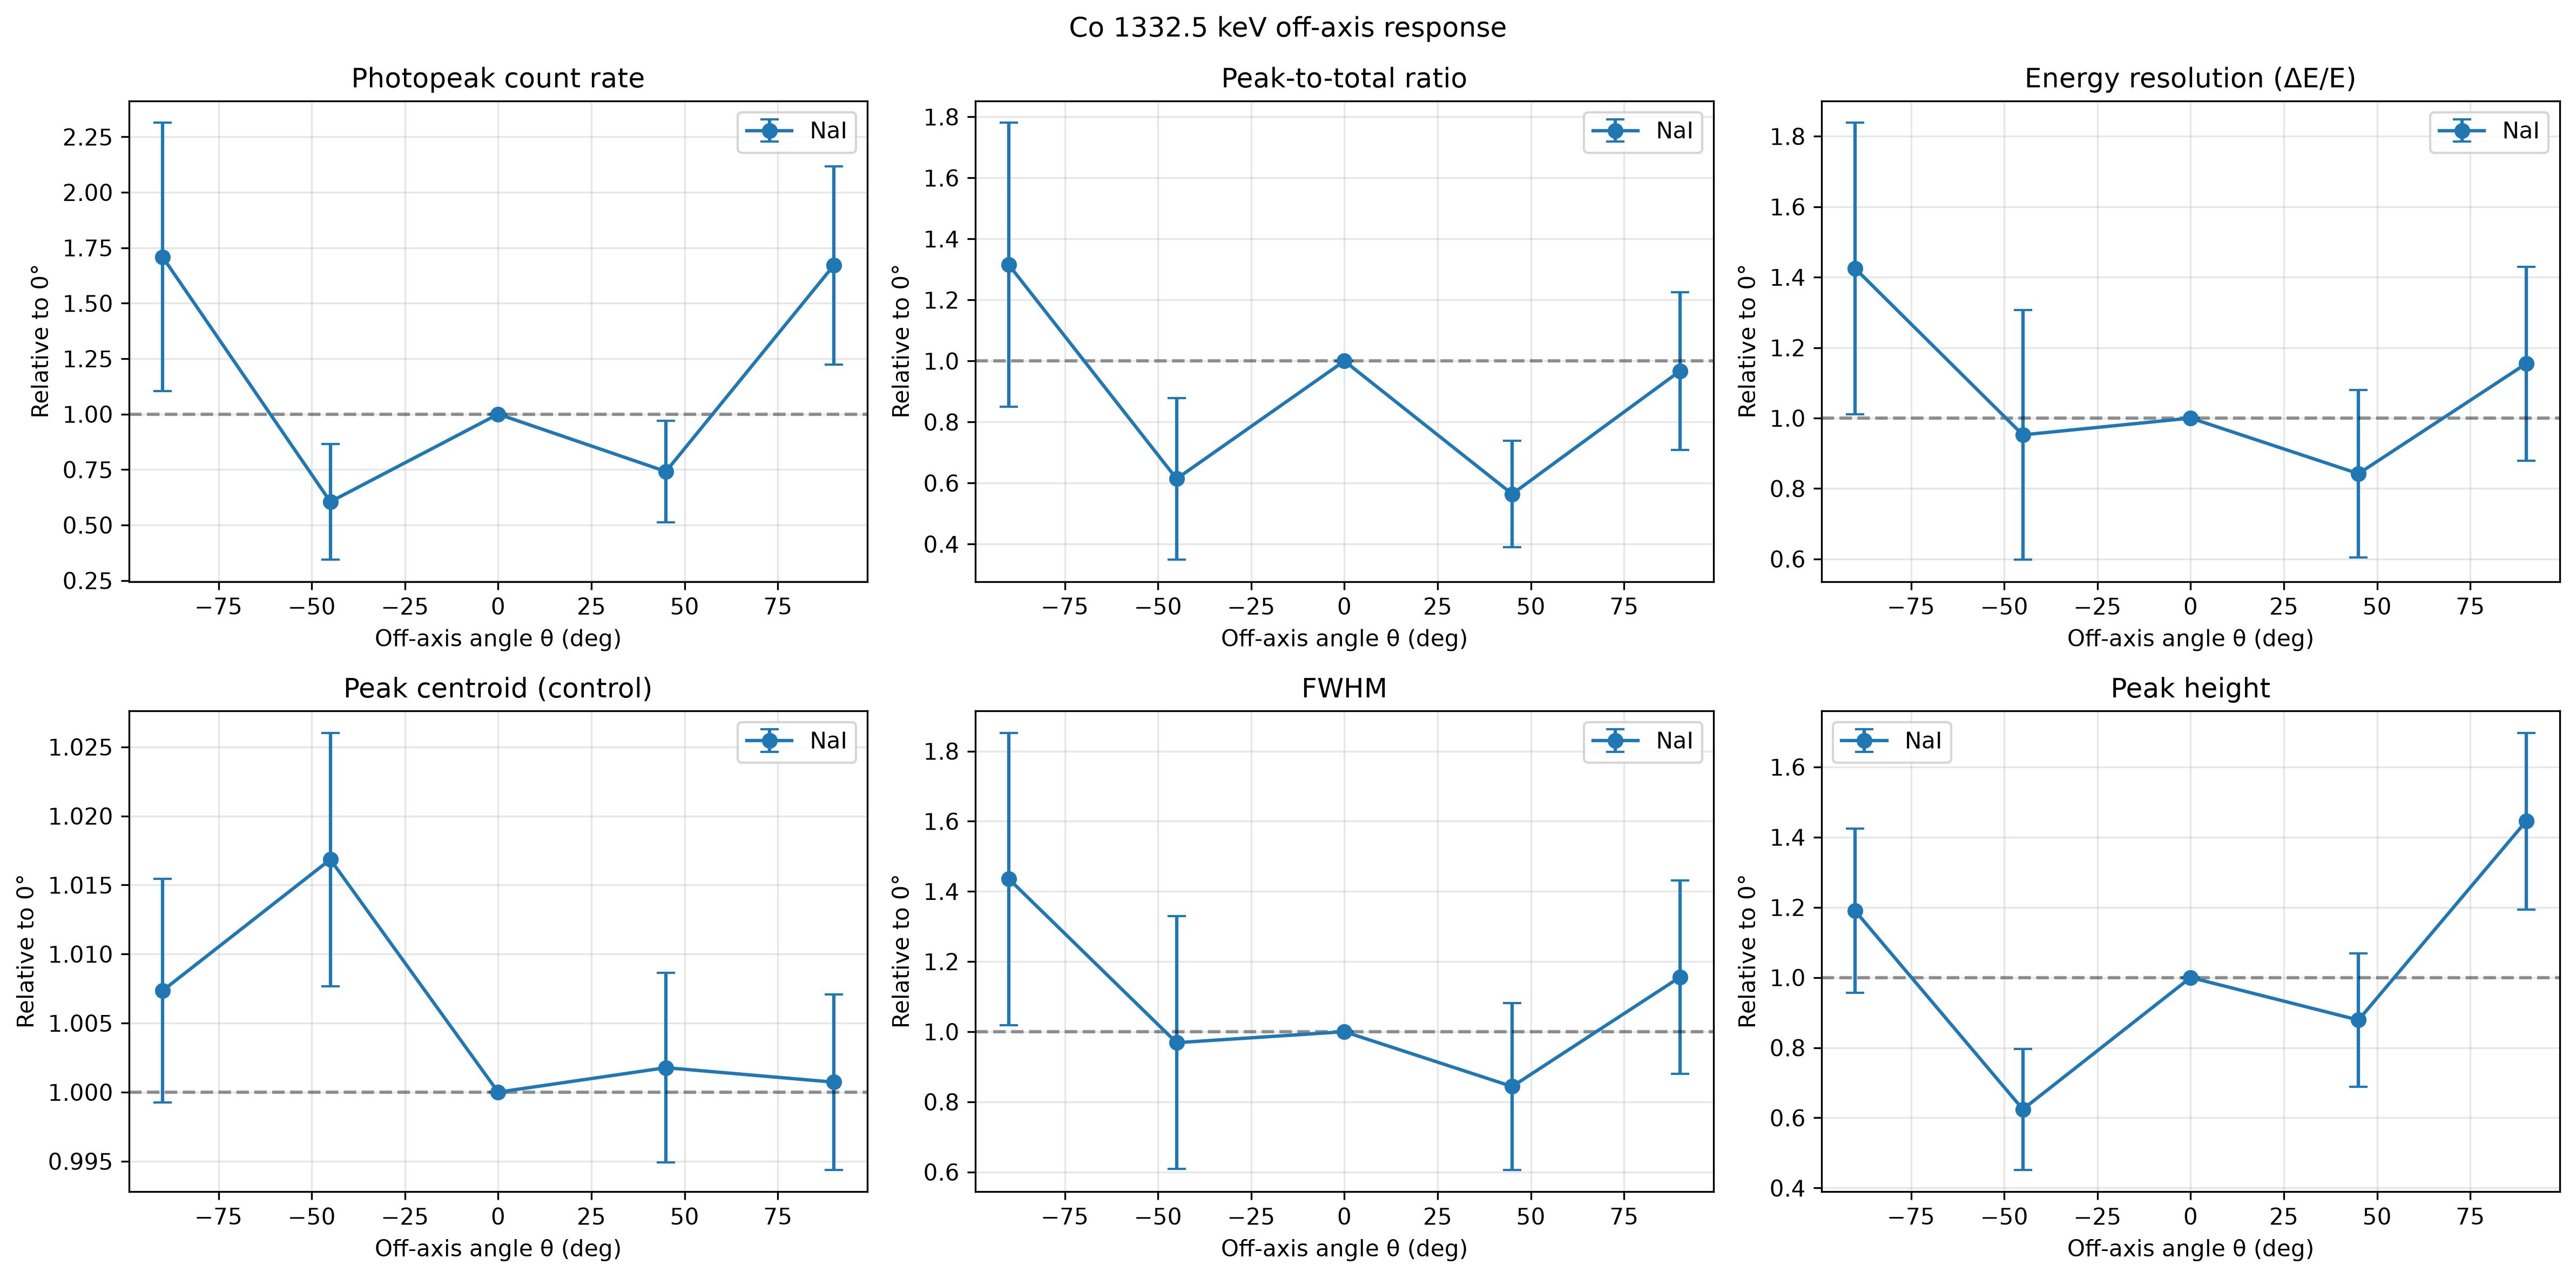 Co 1332.5 keV off-axis response
Photopeak count rate
NaI
2.25
2.00
1.75
1.50
1.25
1.00
0.75
0.50
0.25
Relative to 0°
−75 −50 −25 0 25 50 75
Off-axis angle θ (deg)
Peak-to-total ratio
NaI
1.8
1.6
1.4
1.2
1.0
0.8
0.6
0.4
Relative to 0°
−75 −50 −25 0 25 50 75
Off-axis angle θ (deg)
Energy resolution (ΔE/E)
NaI
1.8
1.6
1.4
1.2
1.0
0.8
0.6
Relative to 0°
−75 −50 −25 0 25 50 75
Off-axis angle θ (deg)
Peak centroid (control)
NaI
1.025
1.020
1.015
1.010
1.005
1.000
0.995
Relative to 0°
−75 −50 −25 0 25 50 75
Off-axis angle θ (deg)
FWHM
NaI
1.8
1.6
1.4
1.2
1.0
0.8
0.6
Relative to 0°
−75 −50 −25 0 25 50 75
Off-axis angle θ (deg)
Peak height
NaI
1.6
1.4
1.2
1.0
0.8
0.6
0.4
Relative to 0°
−75 −50 −25 0 25 50 75
Off-axis angle θ (deg)